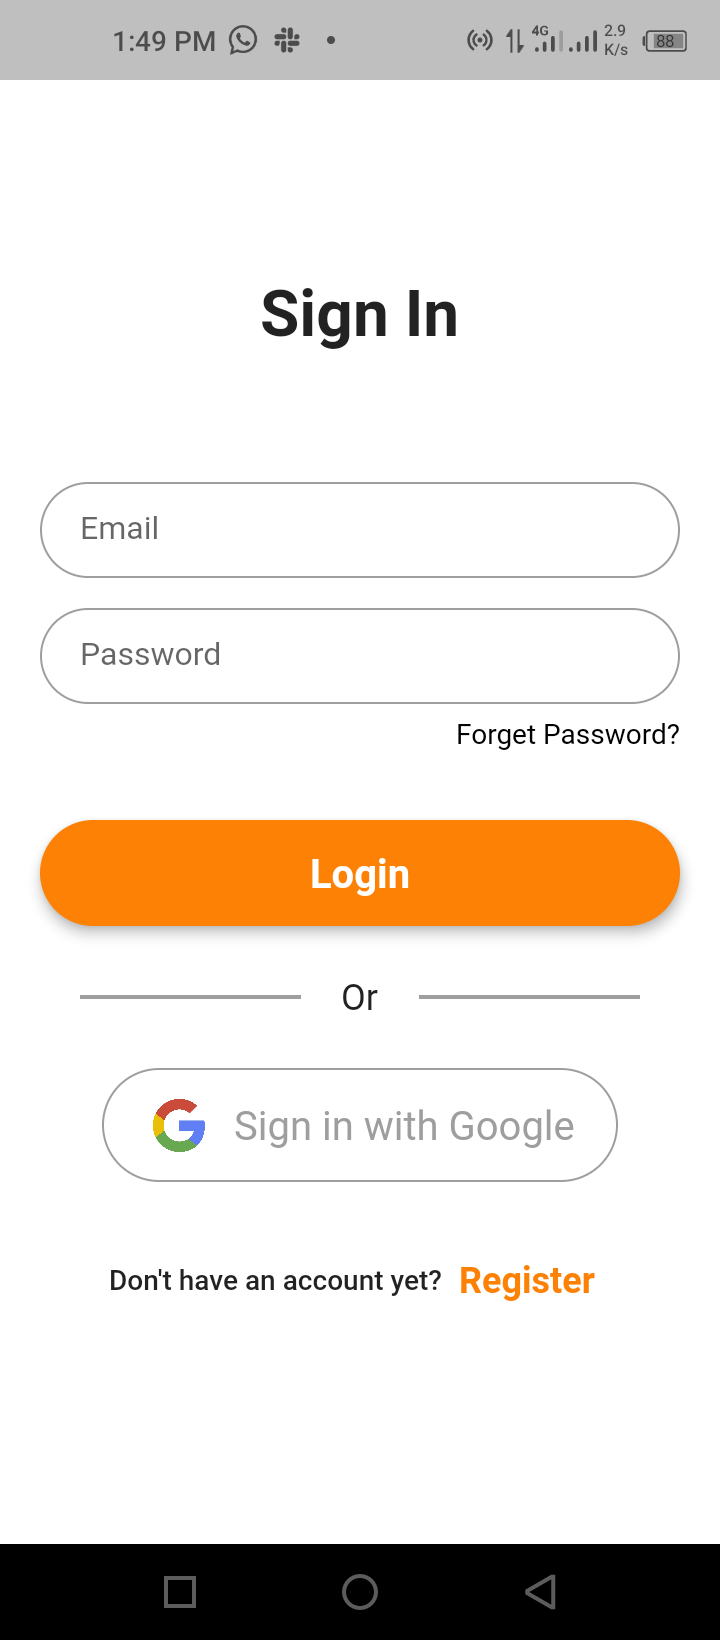 1:49 PM 4G 2.9 K/s 88
Sign In
Email
Password
Forget Password?
Login
Or
Sign in with Google
Don't have an account yet? Register